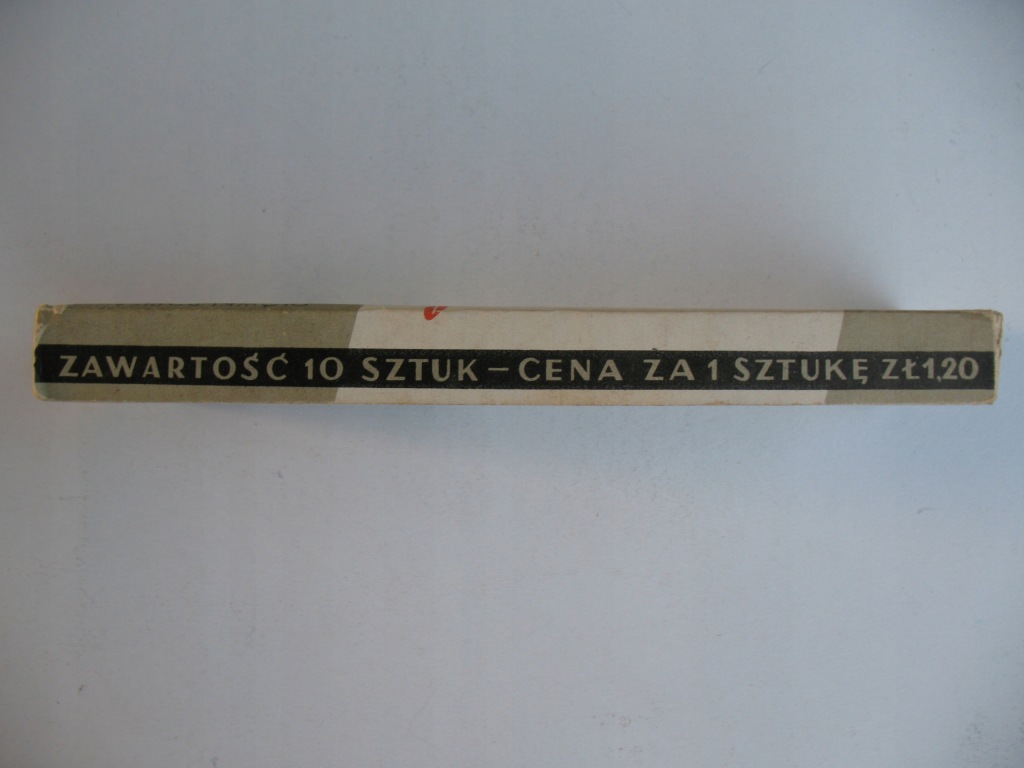 ZAWARTOŚĆ 10 SZTUK – CENA ZA 1 SZTUKĘ ZŁ 1,20